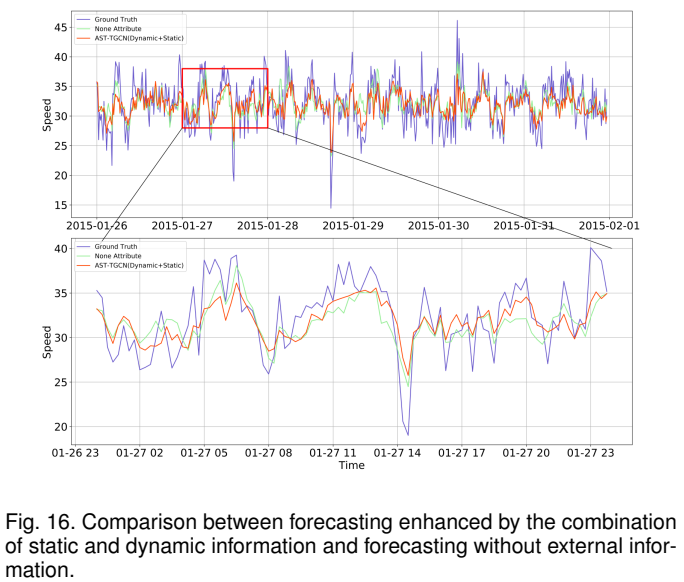 45
40
35
30
25
20
15
Speed
Ground Truth
None Attribute
AST-TGCN(Dynamic+Static)
2015-01-26 2015-01-27 2015-01-28 2015-01-29 2015-01-30 2015-01-31 2015-02-01
40
35
30
25
20
Speed
Ground Truth
None Attribute
AST-TGCN(Dynamic+Static)
01-26 23 01-27 02 01-27 05 01-27 08 01-27 11 01-27 14 01-27 17 01-27 20 01-27 23
Time
Fig. 16. Comparison between forecasting enhanced by the combination
of static and dynamic information and forecasting without external infor-
mation.